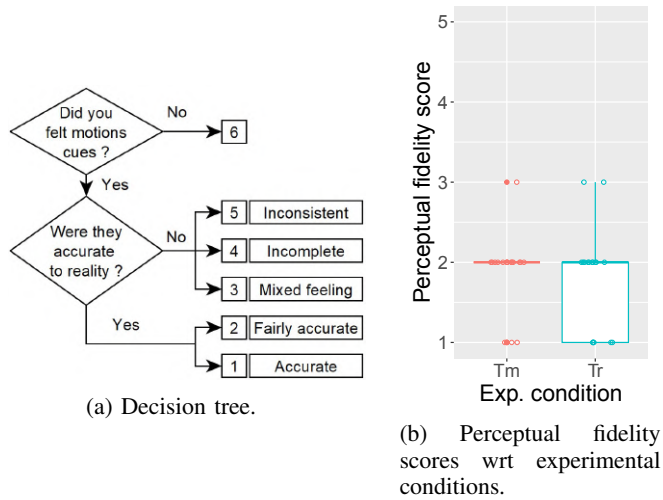 Did you
felt motions
cues ?
No
6
Yes
Were they
accurate
to reality ?
No
5 Inconsistent
4 Incomplete
3 Mixed feeling
Yes
2 Fairly accurate
1 Accurate
(a) Decision tree.
Perceptual fidelity score
5
4
3
2
1
Tm Tr
Exp. condition
(b) Perceptual fidelity
scores wrt experimental
conditions.